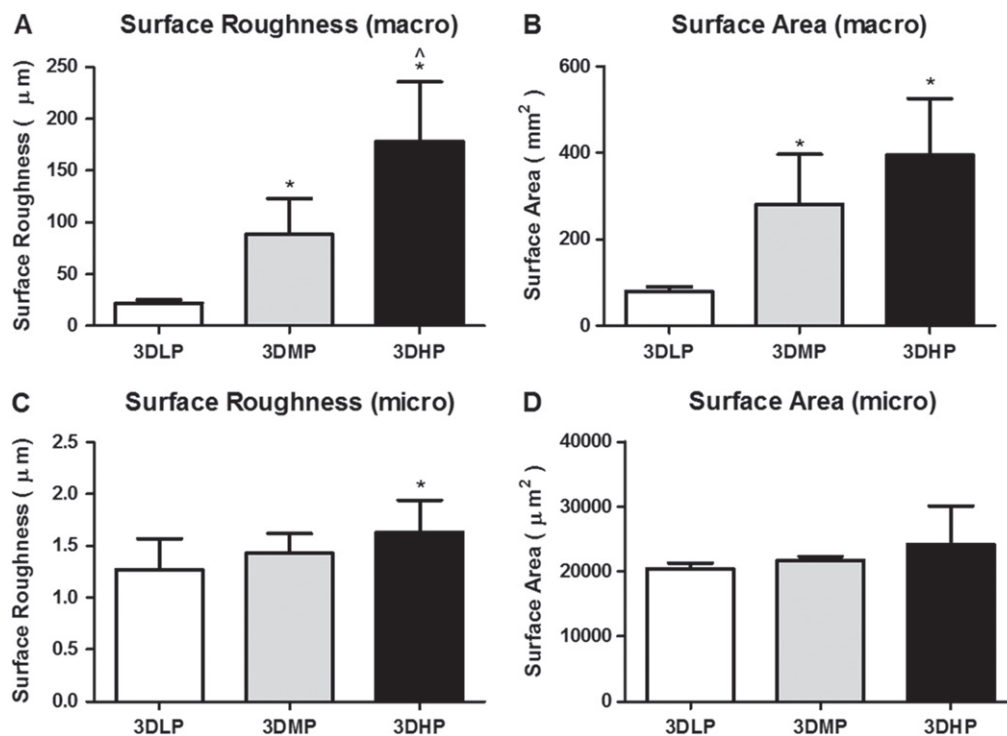 A Surface Roughness (macro)
Surface Roughness ( μm)
250
200
150
100
50
0
*
^
*
3DLP 3DMP 3DHP
B Surface Area (macro)
Surface Area ( mm²)
600
400
200
0
*
*
3DLP 3DMP 3DHP
C Surface Roughness (micro)
Surface Roughness ( μm)
2.5
2.0
1.5
1.0
0.5
0.0
*
3DLP 3DMP 3DHP
D Surface Area (micro)
Surface Area ( μm²)
40000
30000
20000
10000
0
3DLP 3DMP 3DHP